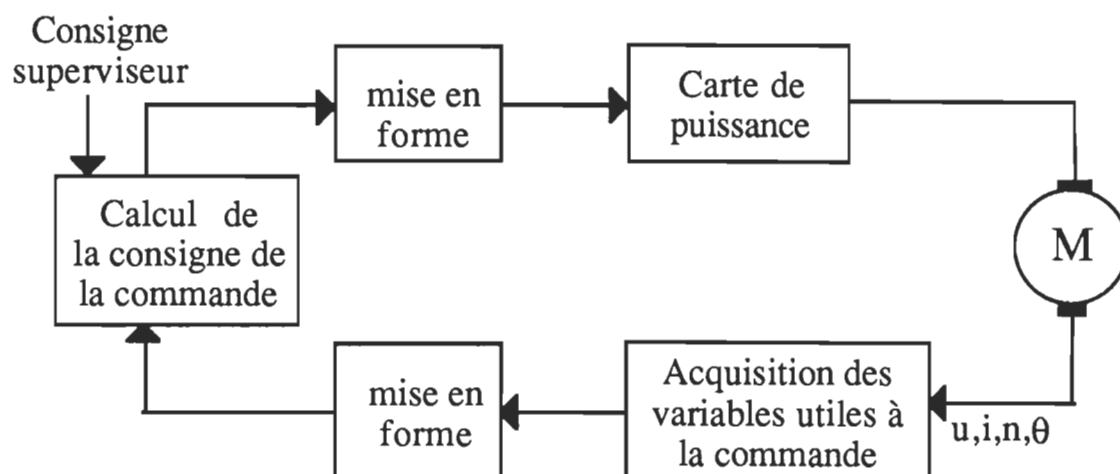 Consigne
superviseur
mise en
forme
Carte de
puissance
Calcul de
la consigne de
la commande
M
mise en
forme
Acquisition des
variables utiles à
la commande
u,i,n,θ